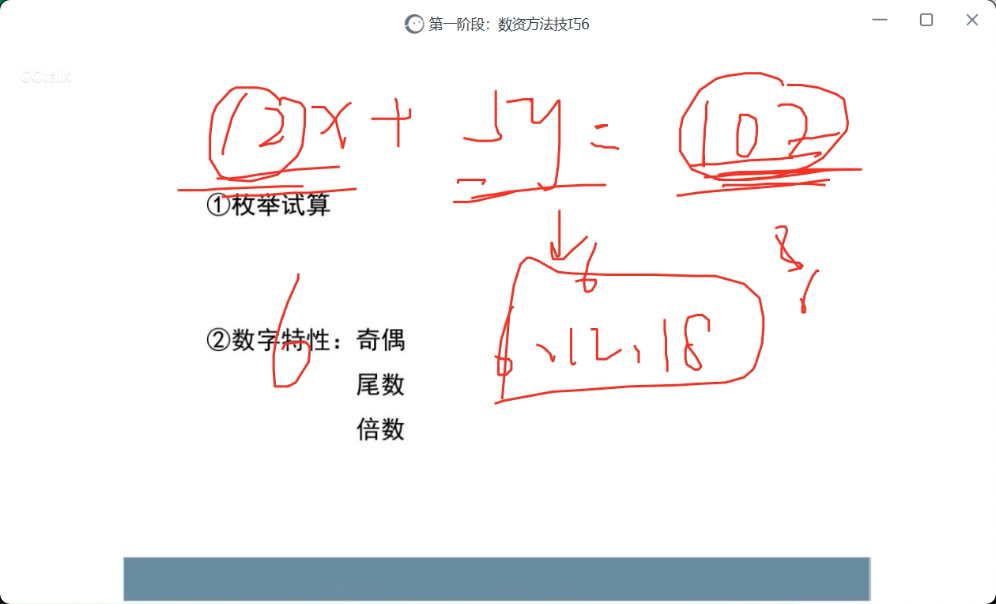 第一阶段：数资方法技巧6
CCtalk
12x + 5y = 102
①枚举试算
6
8
②数字特性：奇偶
6、12、18
6
尾数
倍数